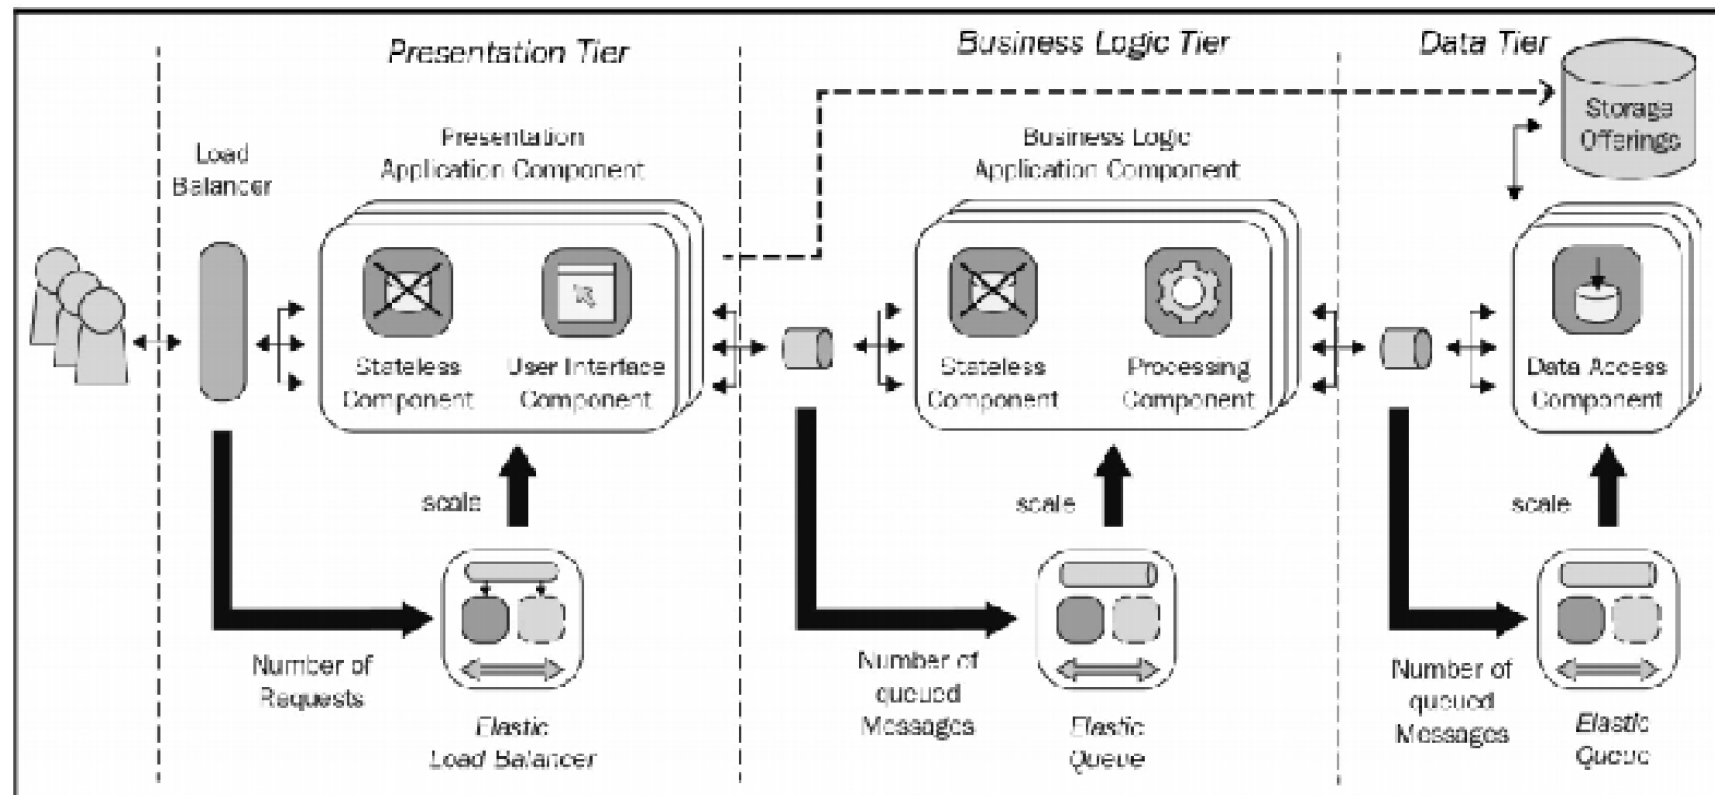 Presentation Tier
Business Logic Tier
Data Tier
Load
Balancer
Presentation
Application Component
Business Logic
Application Component
Storage
Offerings
Stateless
Component
User Interface
Component
Stateless
Component
Processing
Component
Data Access
Component
scale
scale
scale
Number of
Requests
Elastic
Load Balancer
Number of
queued
Messages
Elastic
Queue
Number of
queued
Messages
Elastic
Queue